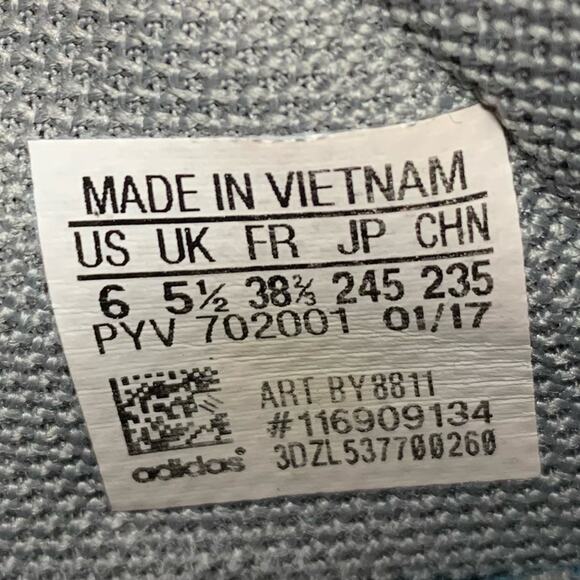 MADE IN VIETNAM
US UK FR JP CHN
6 5½ 38⅔ 245 235
PYV 702001 01/17
ART BY8811
#116909134
3DZL537700260
adidas